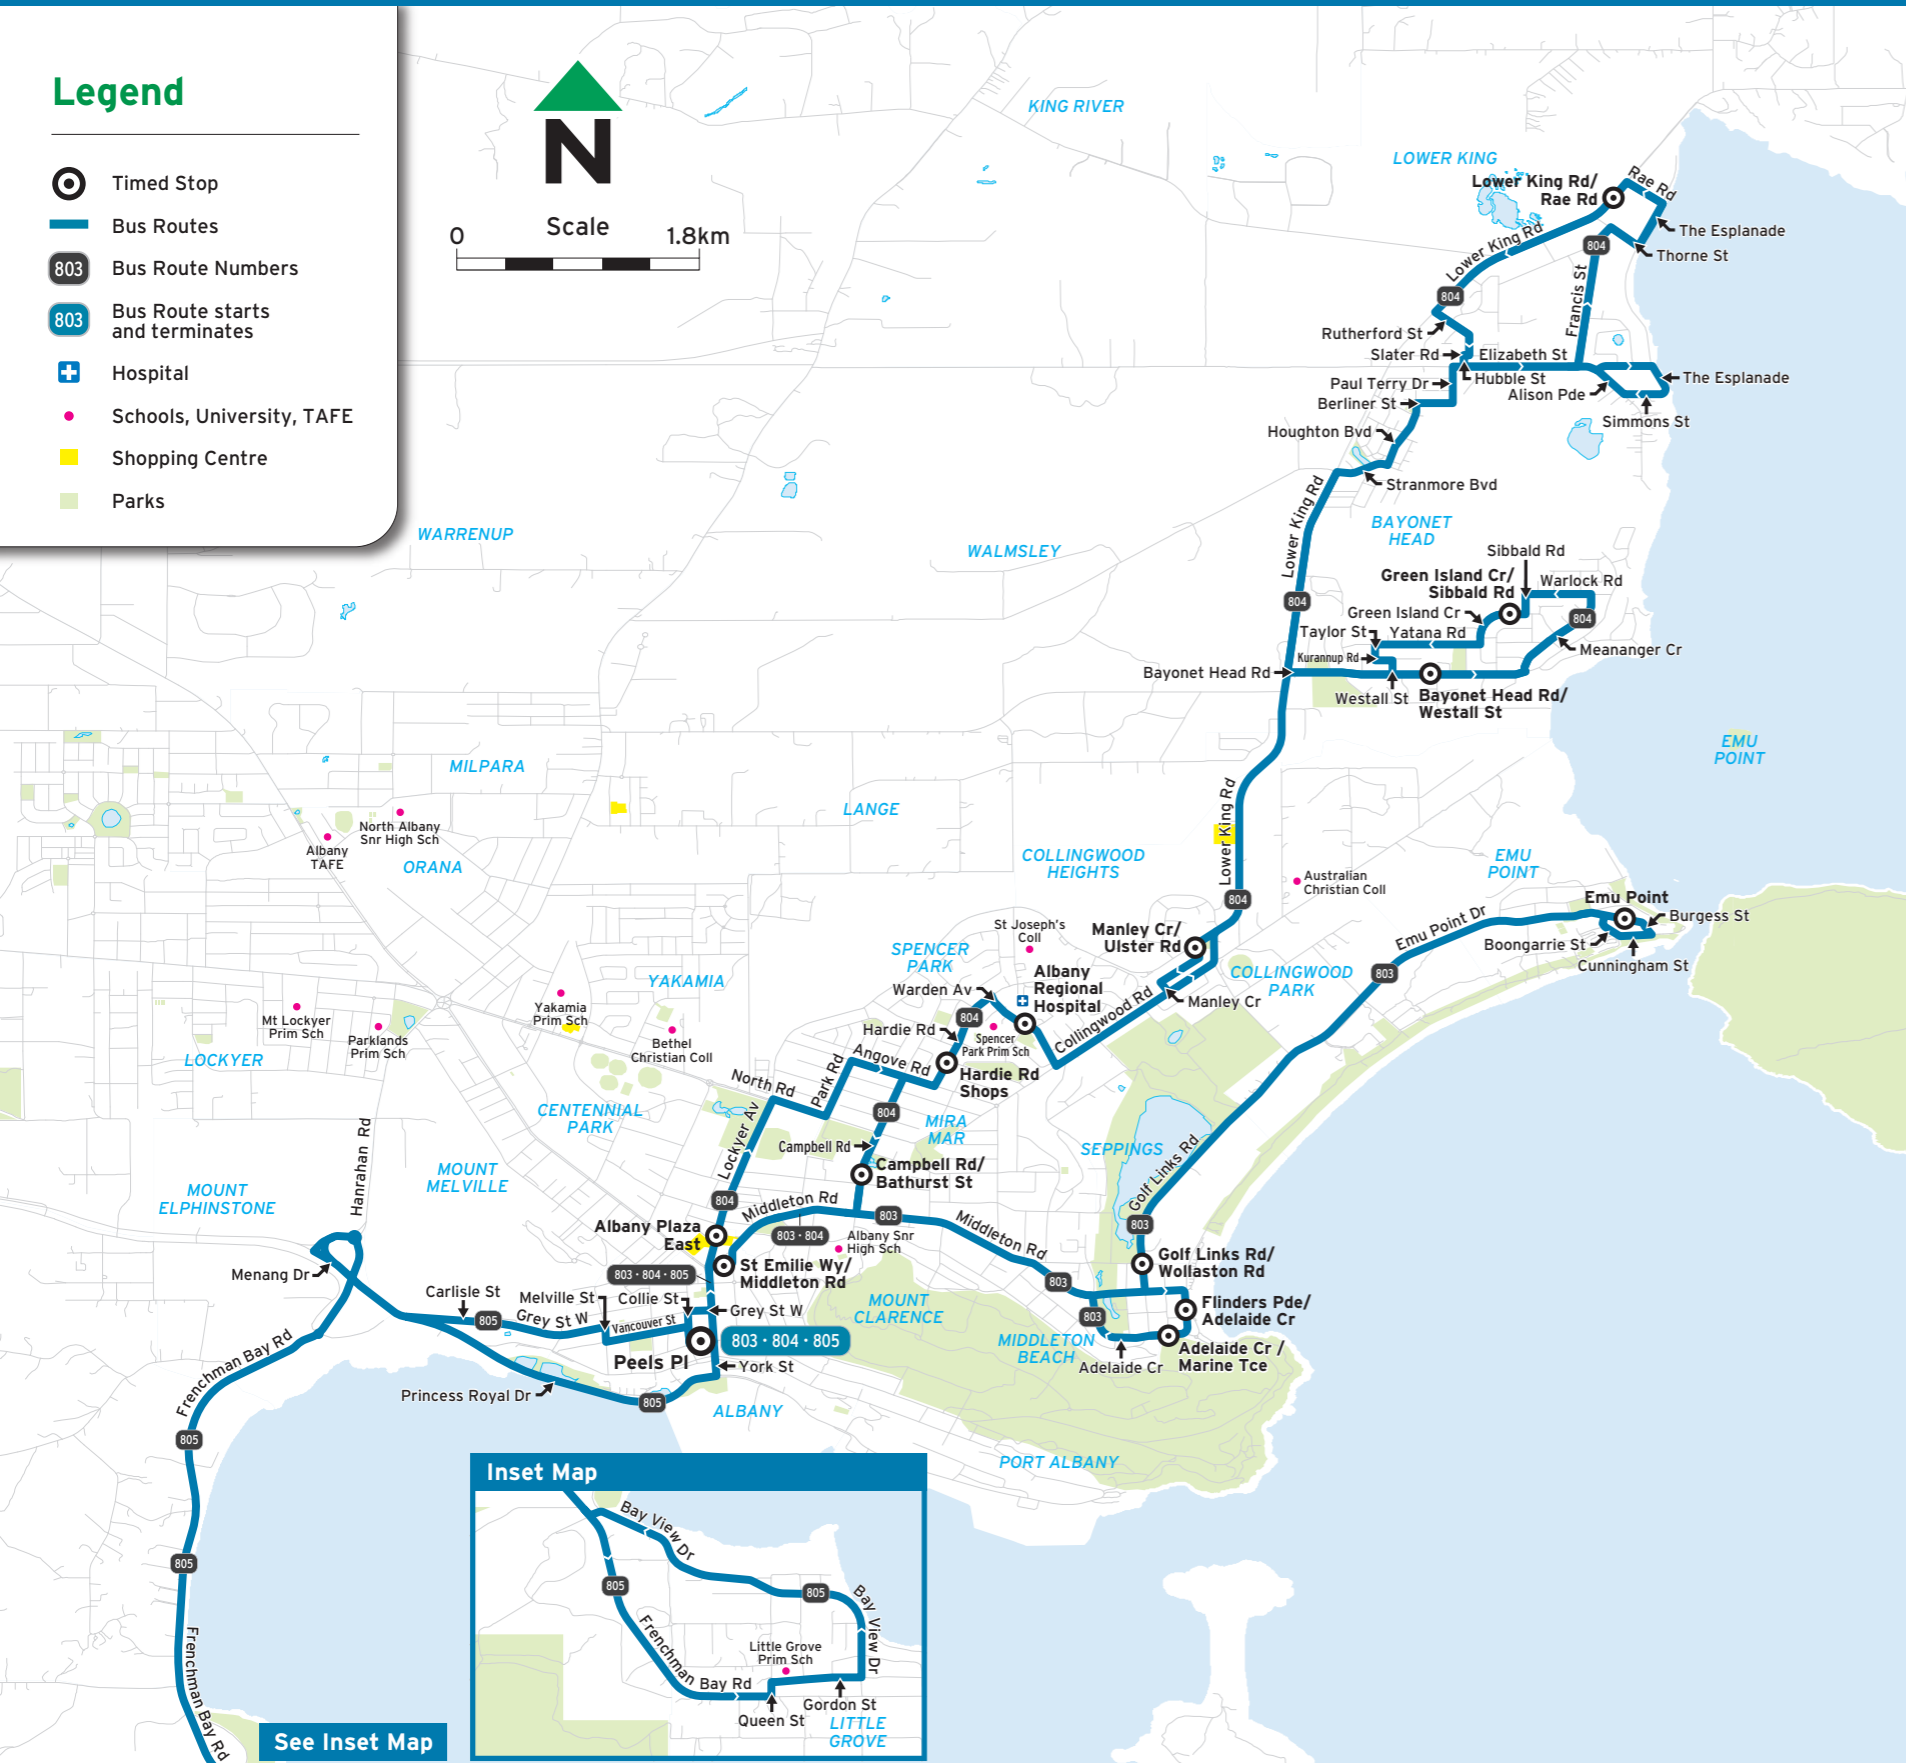 Legend
Timed Stop
Bus Routes
803
Bus Route Numbers
803
Bus Route starts
and terminates
Hospital
Schools, University, TAFE
Shopping Centre
Parks
N
Scale
0
1.8km
KING RIVER
LOWER KING
Lower King Rd/
Rae Rd
Rae Rd
The Esplanade
Thorne St
804
Lower King Rd
Francis St
804
Rutherford St
Slater Rd
Elizabeth St
Hubble St
Paul Terry Dr
Alison Pde
The Esplanade
Berliner St
Simmons St
Houghton Bvd
Stranmore Bvd
Lower King Rd
WARRENUP
WALMSLEY
BAYONET
HEAD
Sibbald Rd
Green Island Cr/
Sibbald Rd
Warlock Rd
804
Green Island Cr
804
Taylor St
Yatana Rd
Kurannup Rd
Meananger Cr
Bayonet Head Rd
Westall St
Bayonet Head Rd/
Westall St
EMU
POINT
MILPARA
LANGE
Lower King Rd
North Albany
Snr High Sch
Albany
TAFE
ORANA
COLLINGWOOD
HEIGHTS
EMU
POINT
Australian
Christian Coll
804
Emu Point
Burgess St
Boongarrie St
Cunningham St
Emu Point Dr
803
St Joseph's
Coll
Manley Cr/
Ulster Rd
SPENCER
PARK
Albany
Regional
Hospital
COLLINGWOOD
PARK
YAKAMIA
Warden Av
Manley Cr
Collingwood Rd
Yakamia
Prim Sch
804
Hardie Rd
Spencer
Park Prim Sch
Mt Lockyer
Prim Sch
Parklands
Prim Sch
LOCKYER
Bethel
Christian Coll
Angove Rd
Hardie Rd
Shops
North Rd
Park Rd
CENTENNIAL
PARK
804
MIRA
MAR
Hanrahan Rd
Lockyer Av
Campbell Rd
SEPPINGS
Campbell Rd/
Bathurst St
MOUNT
MELVILLE
MOUNT
ELPHINSTONE
Golf Links Rd
804
Middleton Rd
803
803
Albany Plaza
East
803 · 804
Albany Snr
High Sch
Middleton Rd
Golf Links Rd/
Wollaston Rd
St Emilie Wy/
Middleton Rd
803 · 804 · 805
803
Menang Dr
Carlisle St
Melville St
Collie St
Grey St W
MOUNT
CLARENCE
Flinders Pde/
Adelaide Cr
805
Grey St W
Vancouver St
803 · 804 · 805
803
MIDDLETON
BEACH
Adelaide Cr
Adelaide Cr /
Marine Tce
Peels Pl
York St
Frenchman Bay Rd
Princess Royal Dr
805
ALBANY
805
PORT ALBANY
805
Frenchman Bay Rd
See Inset Map
Inset Map
Bay View Dr
805
805
Bay View Dr
Frenchman Bay Rd
Little Grove
Prim Sch
Gordon St
Queen St
LITTLE
GROVE